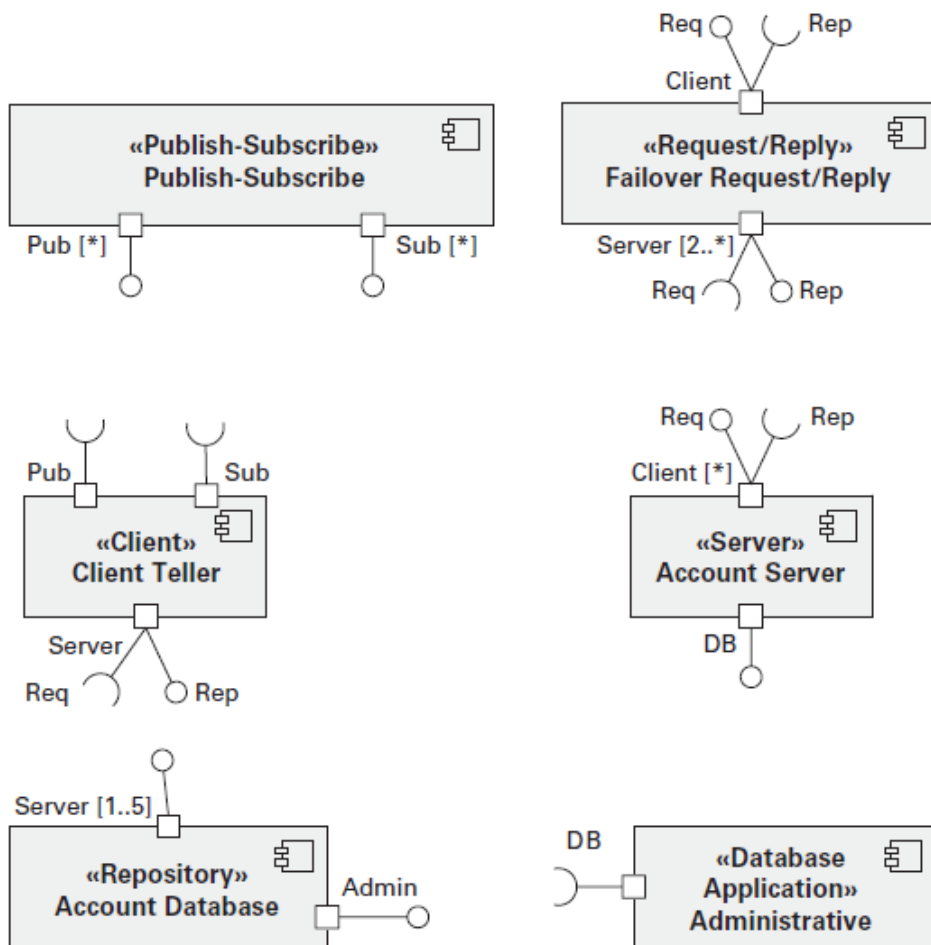 Req Rep
Client
«Publish-Subscribe»
Publish-Subscribe
«Request/Reply»
Failover Request/Reply
Pub [*]
Sub [*]
Server [2..*]
Req Rep
Pub
Sub
«Client»
Client Teller
Server
Req Rep
Req Rep
Client [*]
«Server»
Account Server
DB
Server [1..5]
«Repository»
Account Database
Admin
DB
«Database
Application»
Administrative